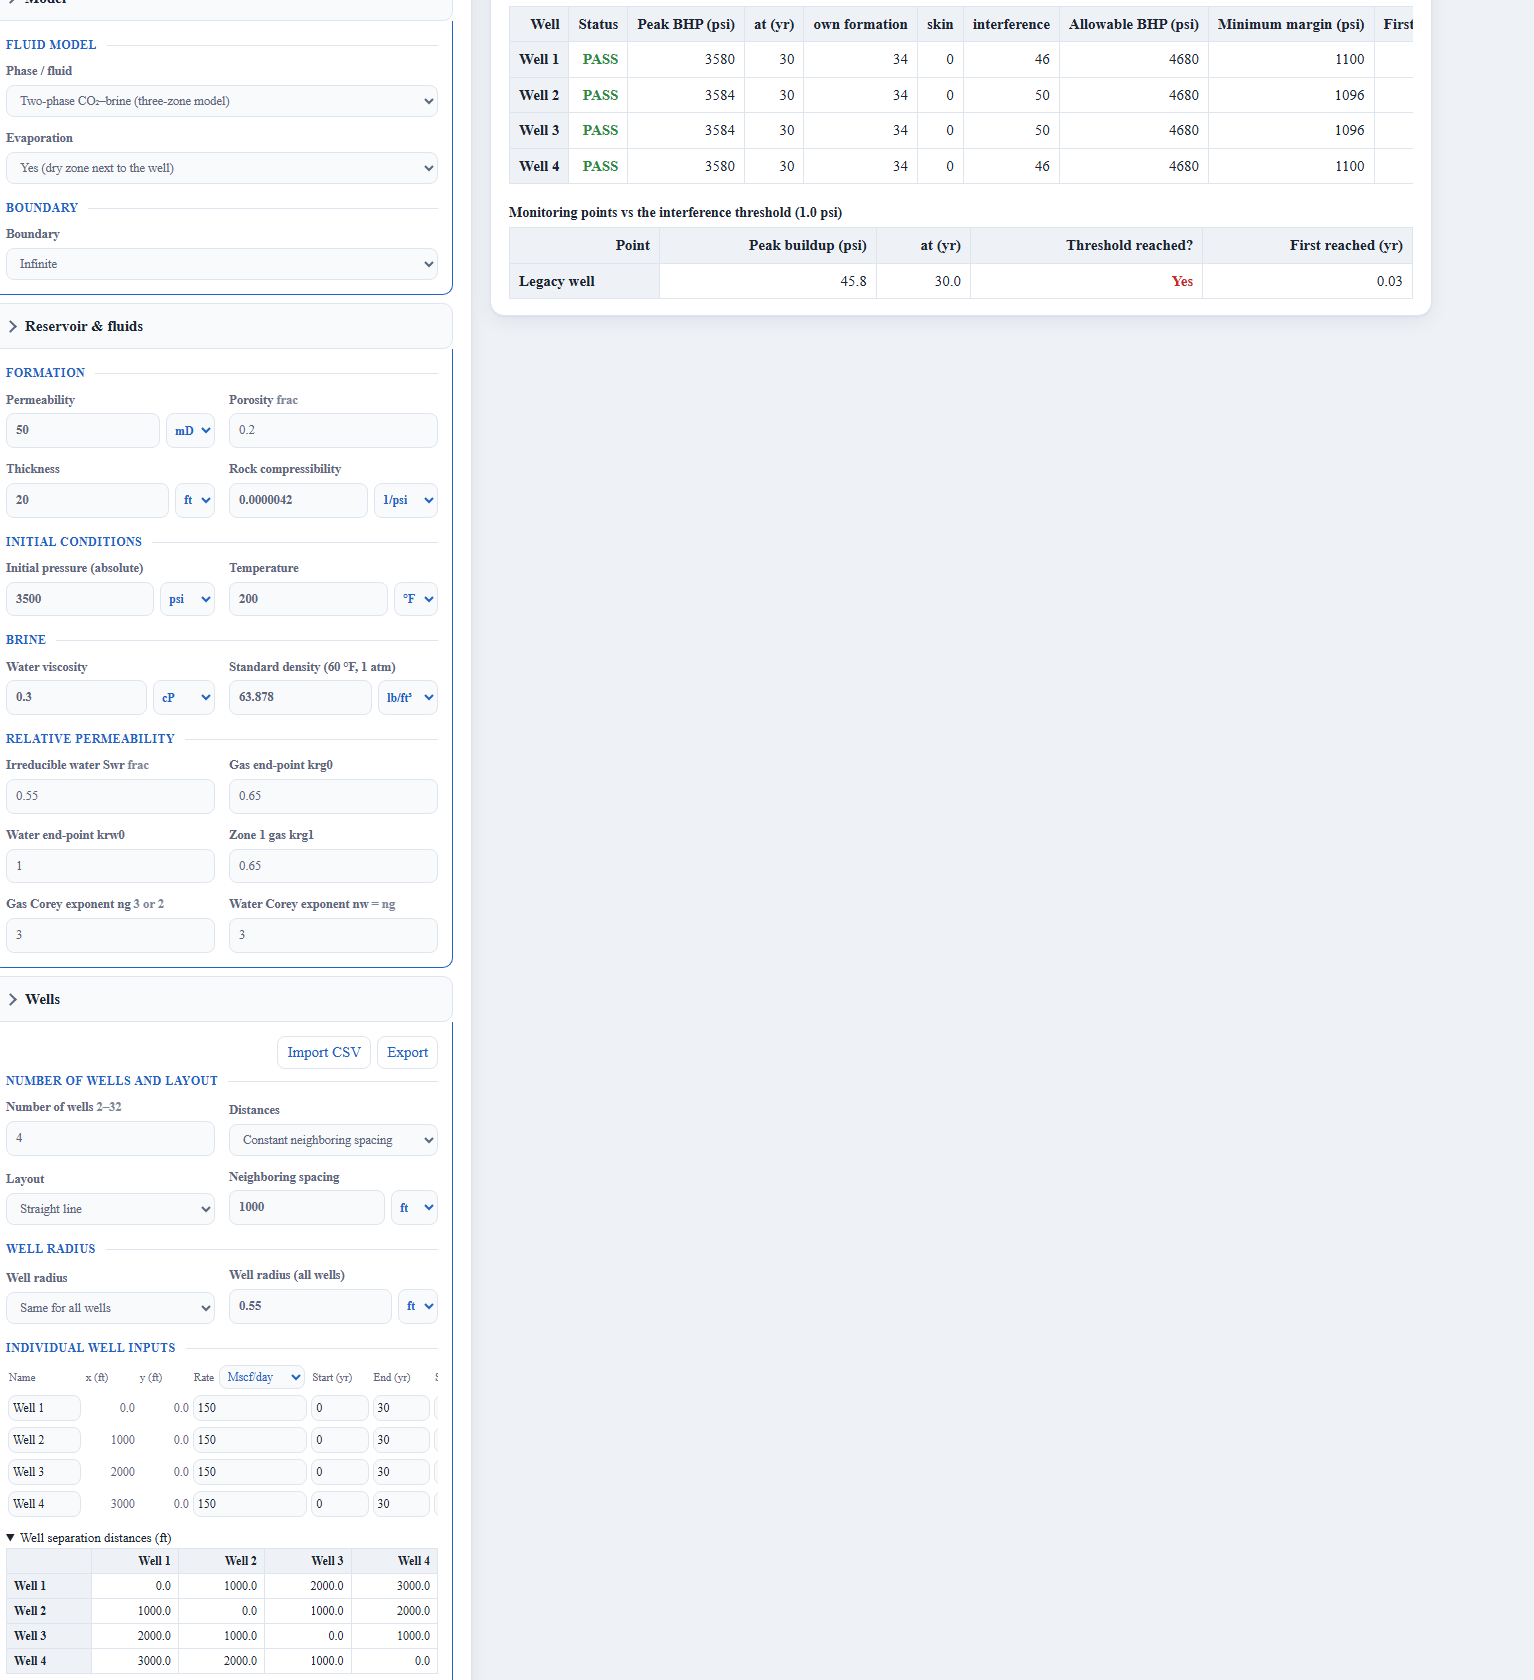 Model
FLUID MODEL
Phase / fluid
Two-phase CO₂–brine (three-zone model)
Evaporation
Yes (dry zone next to the well)
BOUNDARY
Boundary
Infinite
Reservoir & fluids
FORMATION
Permeability Porosity frac
50 mD 0.2
Thickness Rock compressibility
20 ft 0.0000042 1/psi
INITIAL CONDITIONS
Initial pressure (absolute) Temperature
3500 psi 200 °F
BRINE
Water viscosity Standard density (60 °F, 1 atm)
0.3 cP 63.878 lb/ft³
RELATIVE PERMEABILITY
Irreducible water Swr frac Gas end-point krg0
0.55 0.65
Water end-point krw0 Zone 1 gas krg1
1 0.65
Gas Corey exponent ng 3 or 2 Water Corey exponent nw = ng
3 3
Wells
Import CSV Export
NUMBER OF WELLS AND LAYOUT
Number of wells 2–32 Distances
4 Constant neighboring spacing
Layout Neighboring spacing
Straight line 1000 ft
WELL RADIUS
Well radius Well radius (all wells)
Same for all wells 0.55 ft
INDIVIDUAL WELL INPUTS
Name x (ft) y (ft) Rate Mscf/day Start (yr) End (yr)
Well 1 0.0 0.0 150 0 30
Well 2 1000 0.0 150 0 30
Well 3 2000 0.0 150 0 30
Well 4 3000 0.0 150 0 30
▼ Well separation distances (ft)
Well 1 Well 2 Well 3 Well 4
Well 1 0.0 1000.0 2000.0 3000.0
Well 2 1000.0 0.0 1000.0 2000.0
Well 3 2000.0 1000.0 0.0 1000.0
Well 4 3000.0 2000.0 1000.0 0.0
Well Status Peak BHP (psi) at (yr) own formation skin interference Allowable BHP (psi) Minimum margin (psi) First
Well 1 PASS 3580 30 34 0 46 4680 1100
Well 2 PASS 3584 30 34 0 50 4680 1096
Well 3 PASS 3584 30 34 0 50 4680 1096
Well 4 PASS 3580 30 34 0 46 4680 1100
Monitoring points vs the interference threshold (1.0 psi)
Point Peak buildup (psi) at (yr) Threshold reached? First reached (yr)
Legacy well 45.8 30.0 Yes 0.03